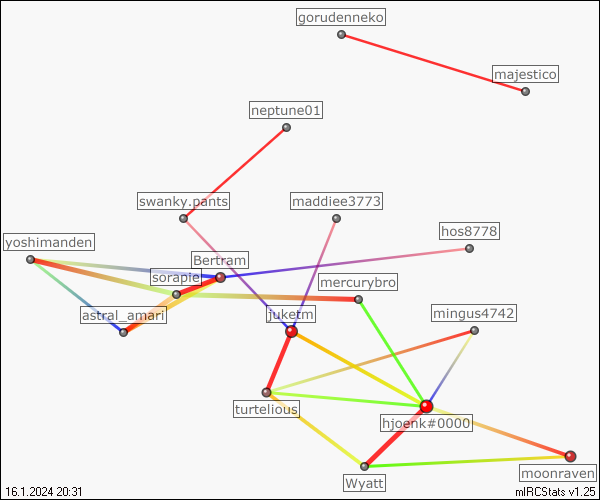 gorudenneko
majestico
neptune01
swanky.pants
maddiee3773
hos8778
yoshimanden
Bertram
sorapie
mercurybro
astral_amari
juketm
mingus4742
turtelious
hjoenk#0000
Wyatt
moonraven
16.1.2024 20:31
mIRCStats v1.25